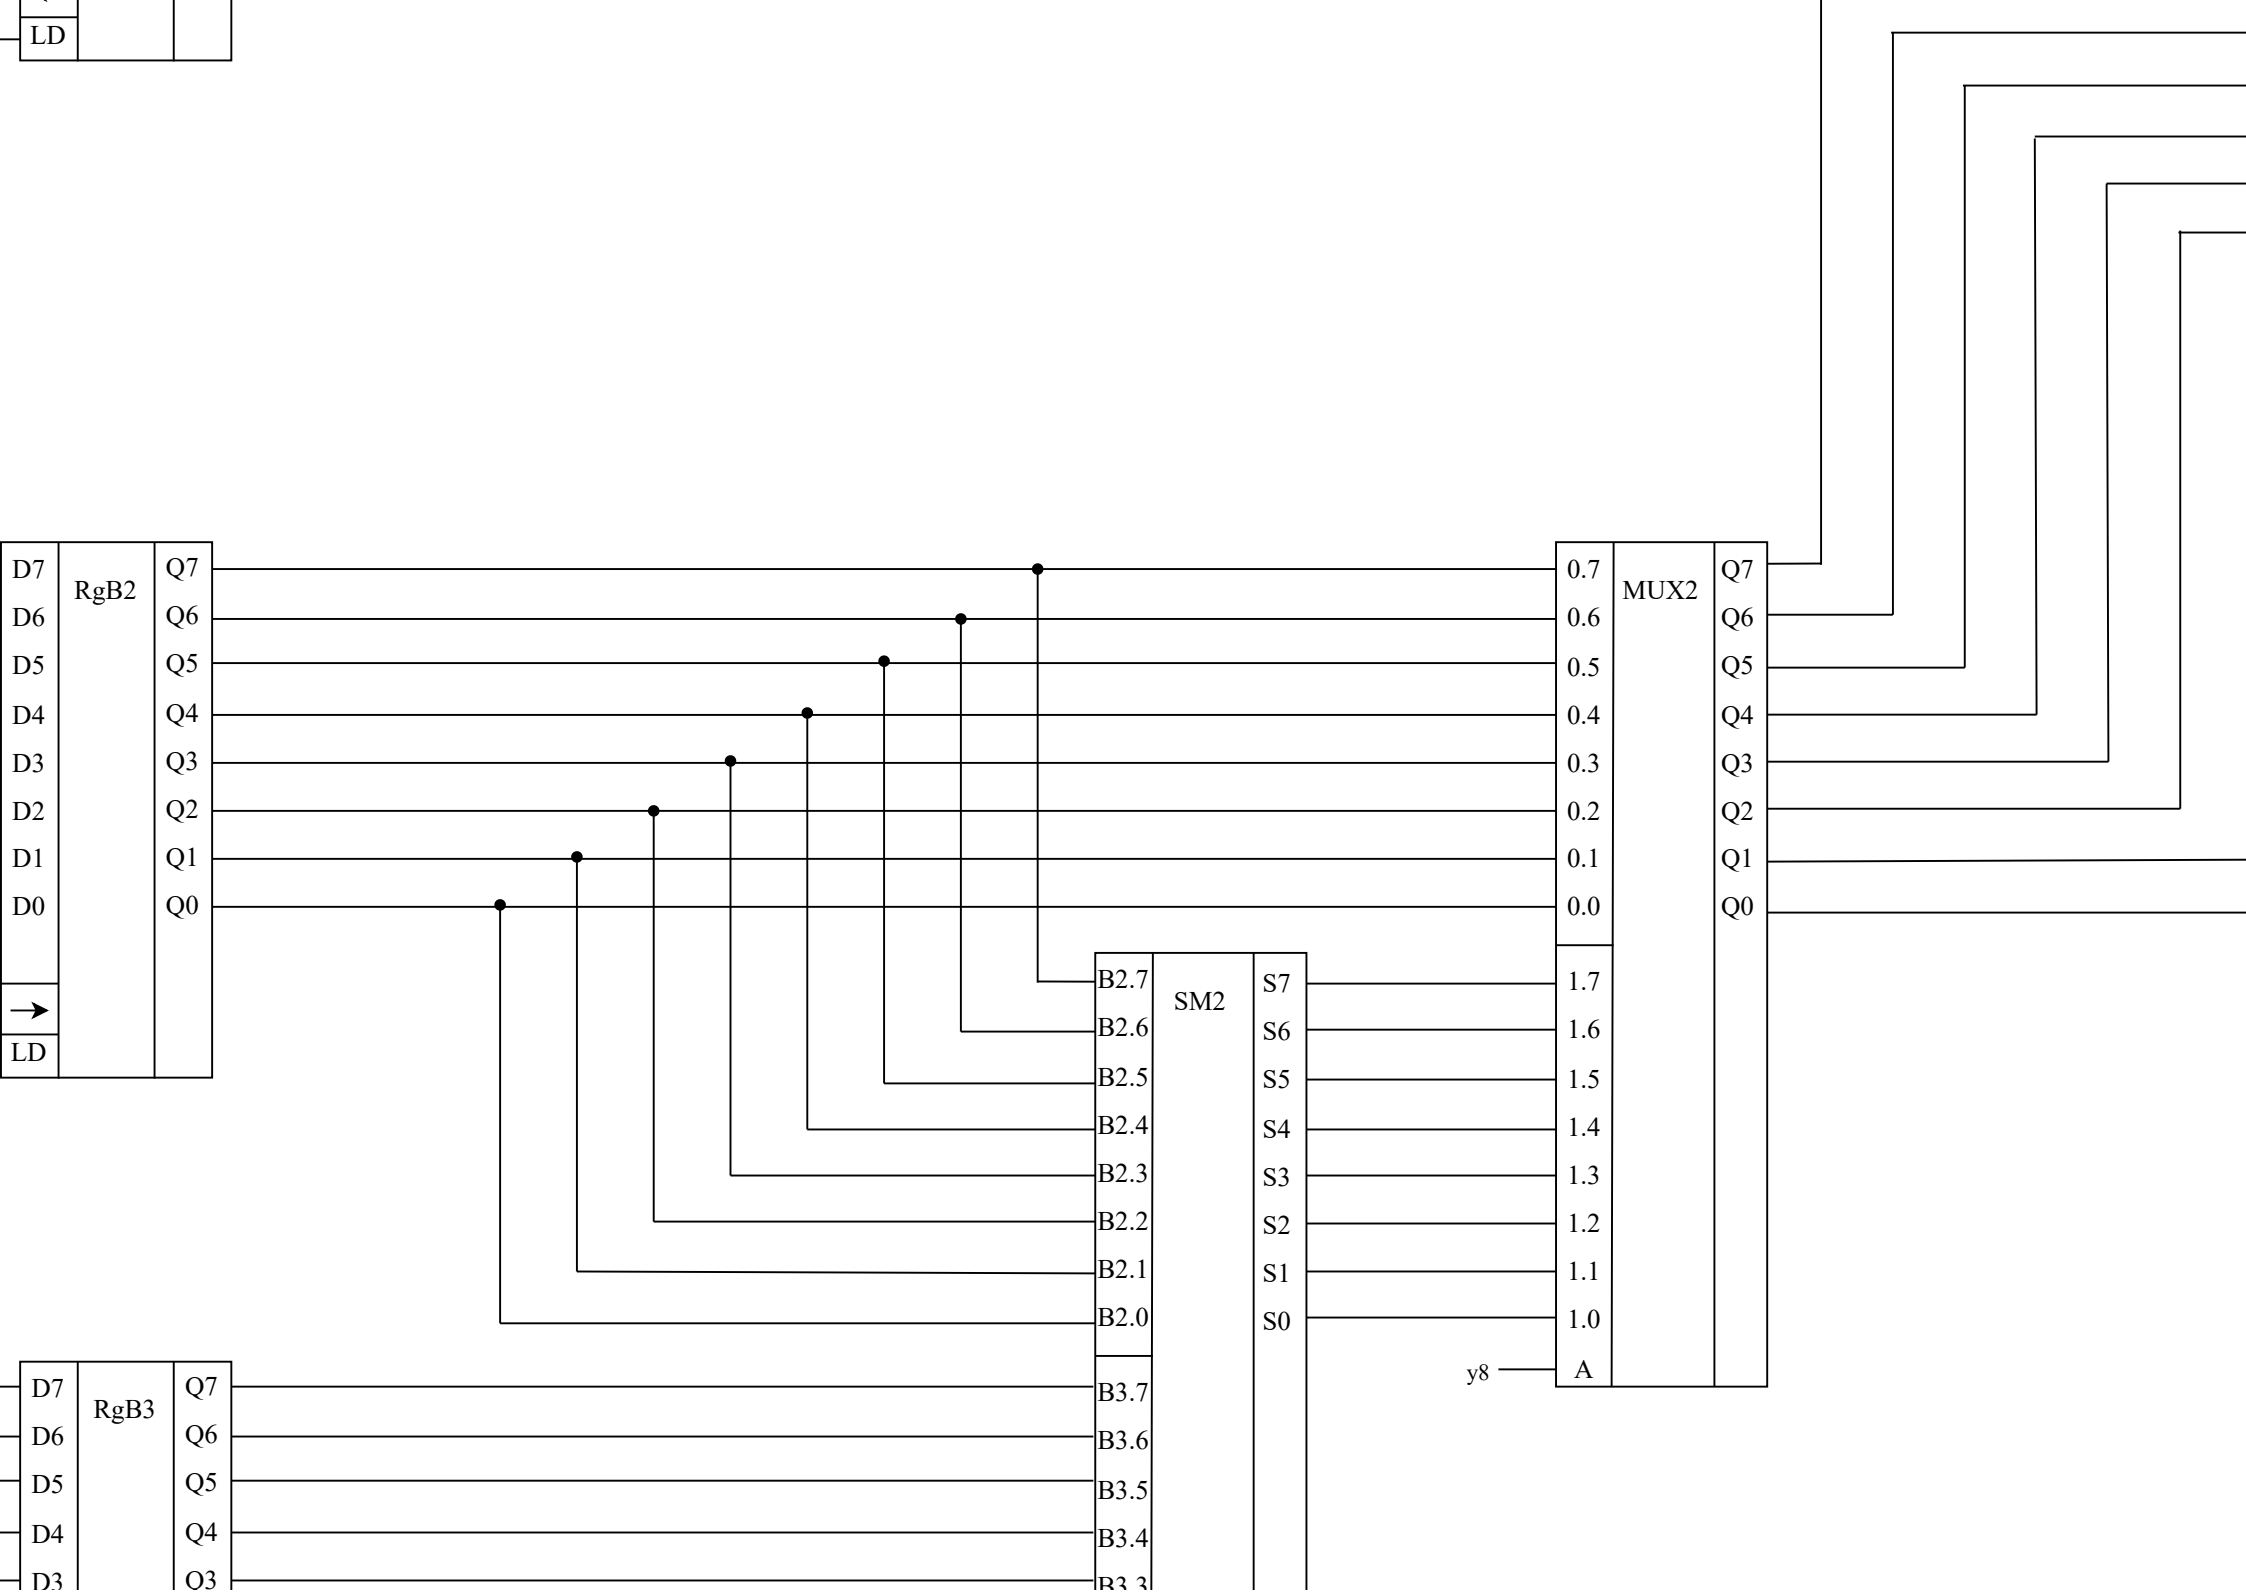 LD
D7 RgB2 Q7
D6 Q6
D5 Q5
D4 Q4
D3 Q3
D2 Q2
D1 Q1
D0 Q0
LD
0.7 MUX2 Q7
0.6 Q6
0.5 Q5
0.4 Q4
0.3 Q3
0.2 Q2
0.1 Q1
0.0 Q0
1.7
1.6
1.5
1.4
1.3
1.2
1.1
1.0
y8 A
B2.7 SM2 S7
B2.6 S6
B2.5 S5
B2.4 S4
B2.3 S3
B2.2 S2
B2.1 S1
B2.0 S0
B3.7
B3.6
B3.5
B3.4
B3.3
D7 RgB3 Q7
D6 Q6
D5 Q5
D4 Q4
D3 Q3